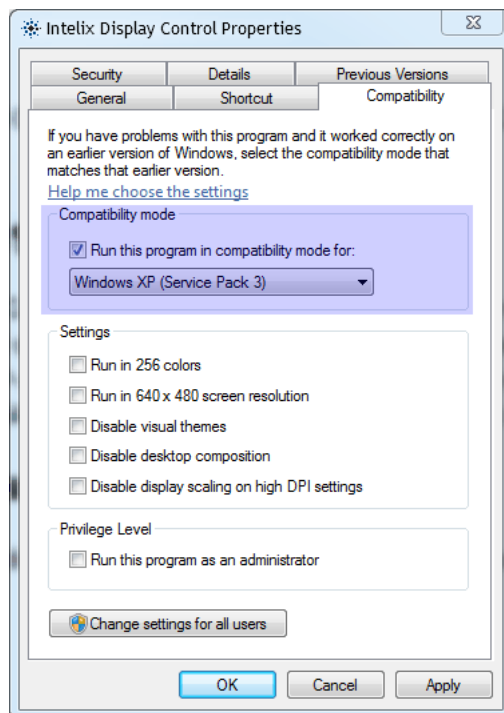 Intelix Display Control Properties
Security Details Previous Versions
General Shortcut Compatibility
If you have problems with this program and it worked correctly on
an earlier version of Windows, select the compatibility mode that
matches that earlier version.
Help me choose the settings
Compatibility mode
Run this program in compatibility mode for:
Windows XP (Service Pack 3)
Settings
Run in 256 colors
Run in 640 x 480 screen resolution
Disable visual themes
Disable desktop composition
Disable display scaling on high DPI settings
Privilege Level
Run this program as an administrator
Change settings for all users
OK Cancel Apply